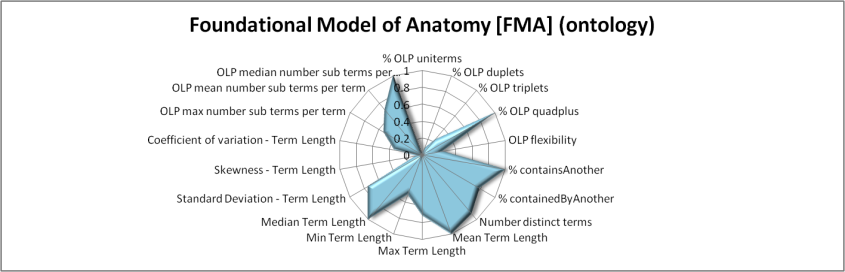 Foundational Model of Anatomy [FMA] (ontology)
% OLP uniterms
OLP median number sub terms per...
1
% OLP duplets
OLP mean number sub terms per term
0.8
% OLP triplets
OLP max number sub terms per term
0.6
% OLP quadplus
0.4
Coefficient of variation - Term Length
0.2
OLP flexibility
0
Skewness - Term Length
% containsAnother
Standard Deviation - Term Length
% containedByAnother
Median Term Length
Number distinct terms
Min Term Length
Mean Term Length
Max Term Length